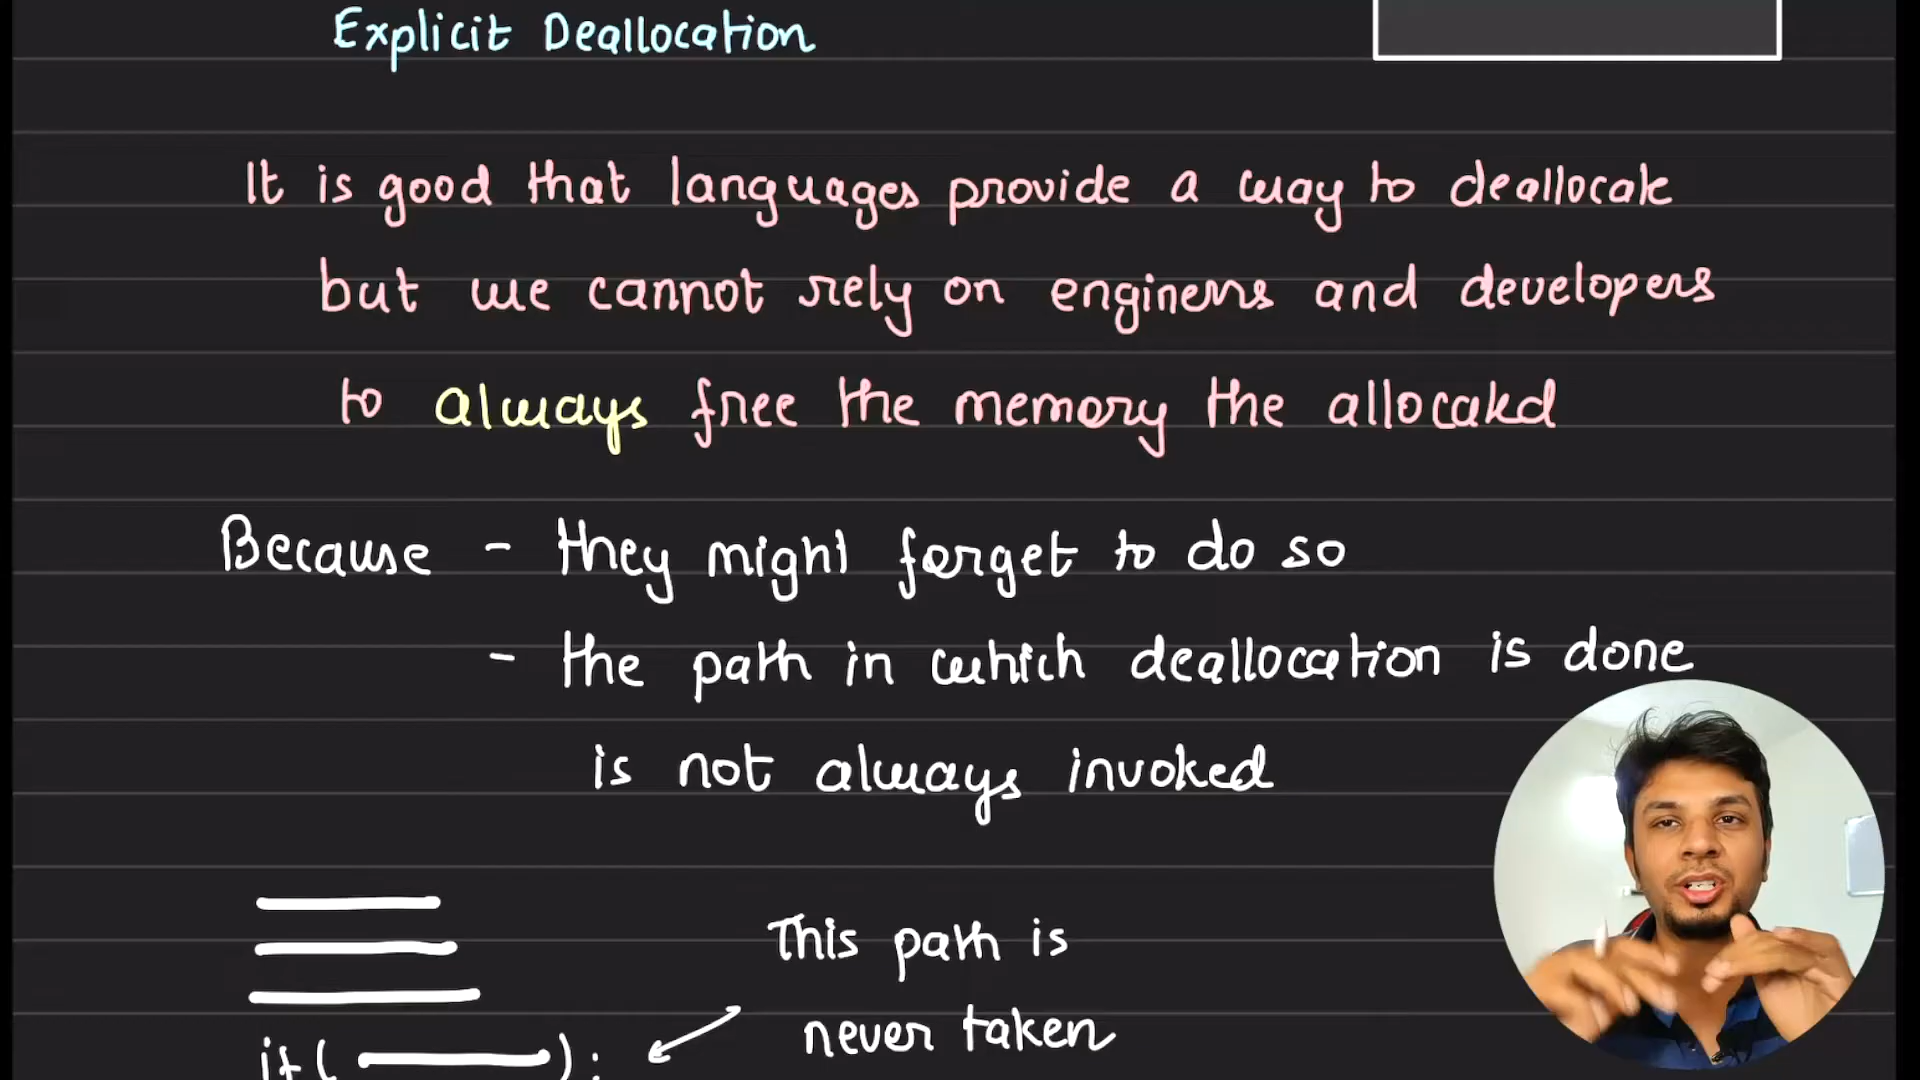 Explicit Deallocation
It is good that languages provide a way to deallocate
but we cannot rely on engineers and developers
to always free the memory the allocated
Because - they might forget to do so
- the path in which deallocation is done
is not always invoked
This path is
never taken
if ( ) :